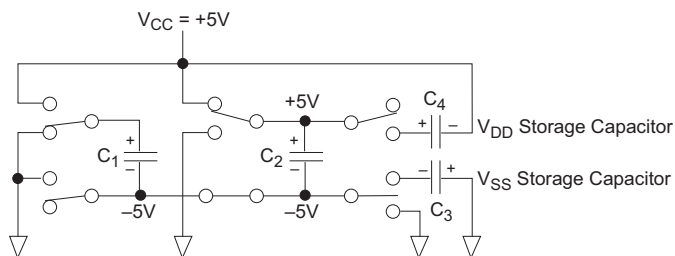 V_CC = +5V
+5V
C_4
+
–
V_DD Storage Capacitor
+
C_1
–
+
C_2
–
–
+
V_SS Storage Capacitor
–5V
–5V
C_3